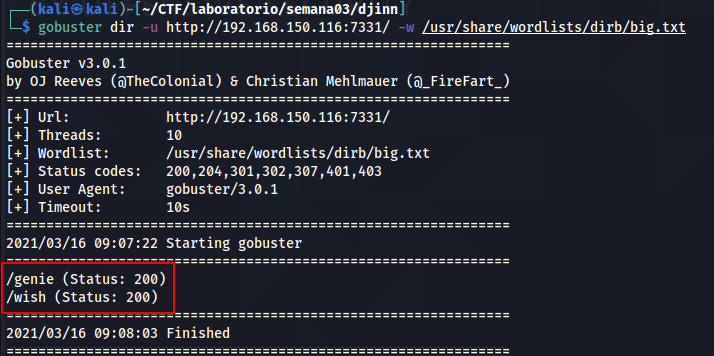 ┌──(kali㉿kali)-[~/CTF/laboratorio/semana03/djinn]
└─$ gobuster dir -u http://192.168.150.116:7331/ -w /usr/share/wordlists/dirb/big.txt
===============================================================
Gobuster v3.0.1
by OJ Reeves (@TheColonial) & Christian Mehlmauer (@_FireFart_)
===============================================================
[+] Url:            http://192.168.150.116:7331/
[+] Threads:        10
[+] Wordlist:       /usr/share/wordlists/dirb/big.txt
[+] Status codes:   200,204,301,302,307,401,403
[+] User Agent:     gobuster/3.0.1
[+] Timeout:        10s
===============================================================
2021/03/16 09:07:22 Starting gobuster
===============================================================
/genie (Status: 200)
/wish (Status: 200)
===============================================================
2021/03/16 09:08:03 Finished
===============================================================